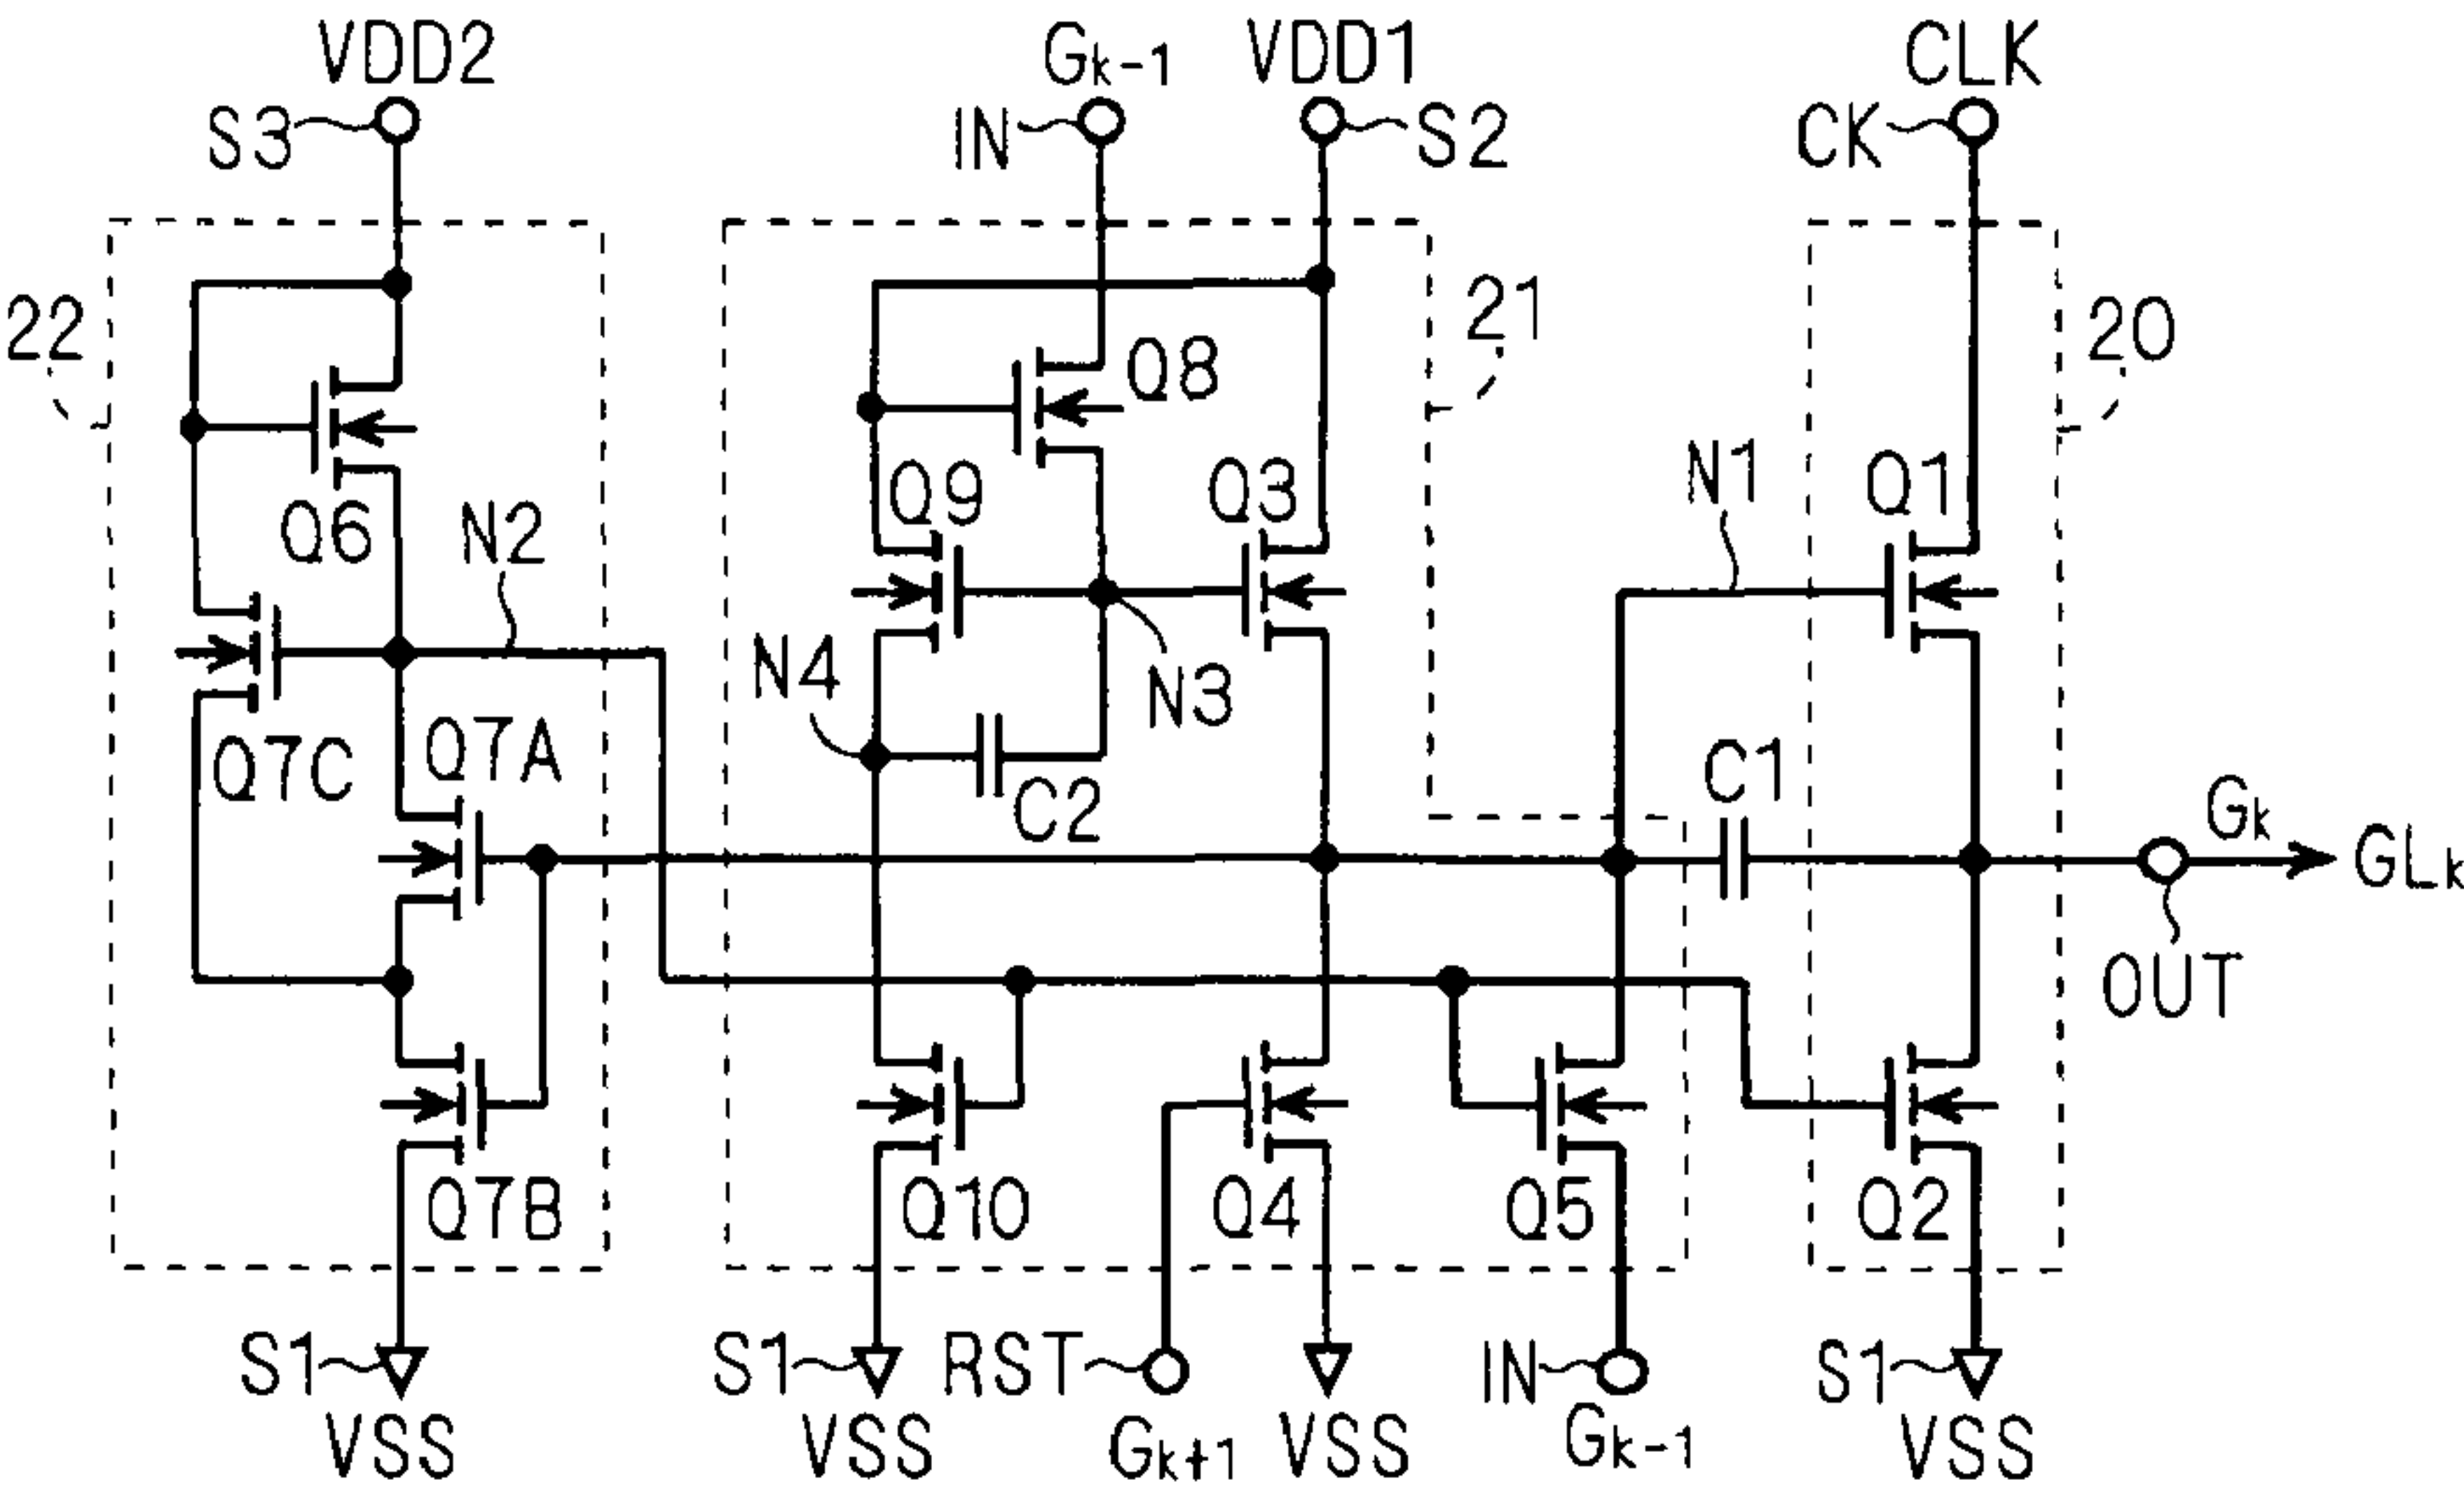 VDD2 Gk-1 VDD1 CLK
S3 IN S2 CK
22 21 20
Q8
Q6 N2 Q9 Q3 N1 Q1
N4 N3
Q7C Q7A C2 C1 Gk
GLk
OUT
Q7B Q10 Q4 Q5 Q2
S1 S1 RST IN S1
VSS VSS Gk+1 VSS Gk-1 VSS